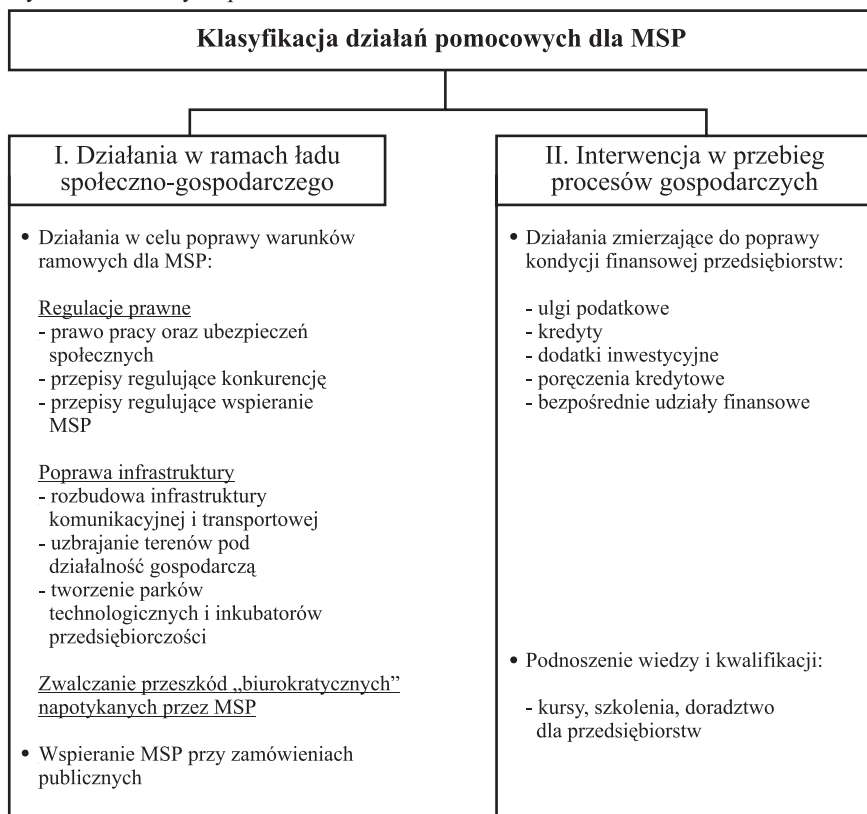 Klasyfikacja działań pomocowych dla MSP
I. Działania w ramach ładu
społeczno-gospodarczego
• Działania w celu poprawy warunków
ramowych dla MSP:
Regulacje prawne
- prawo pracy oraz ubezpieczeń
społecznych
- przepisy regulujące konkurencję
- przepisy regulujące wspieranie
MSP
Poprawa infrastruktury
- rozbudowa infrastruktury
komunikacyjnej i transportowej
- uzbrajanie terenów pod
działalność gospodarczą
- tworzenie parków
technologicznych i inkubatorów
przedsiębiorczości
Zwalczanie przeszkód „biurokratycznych”
napotykanych przez MSP
• Wspieranie MSP przy zamówieniach
publicznych
II. Interwencja w przebieg
procesów gospodarczych
• Działania zmierzające do poprawy
kondycji finansowej przedsiębiorstw:
- ulgi podatkowe
- kredyty
- dodatki inwestycyjne
- poręczenia kredytowe
- bezpośrednie udziały finansowe
• Podnoszenie wiedzy i kwalifikacji:
- kursy, szkolenia, doradztwo
dla przedsiębiorstw